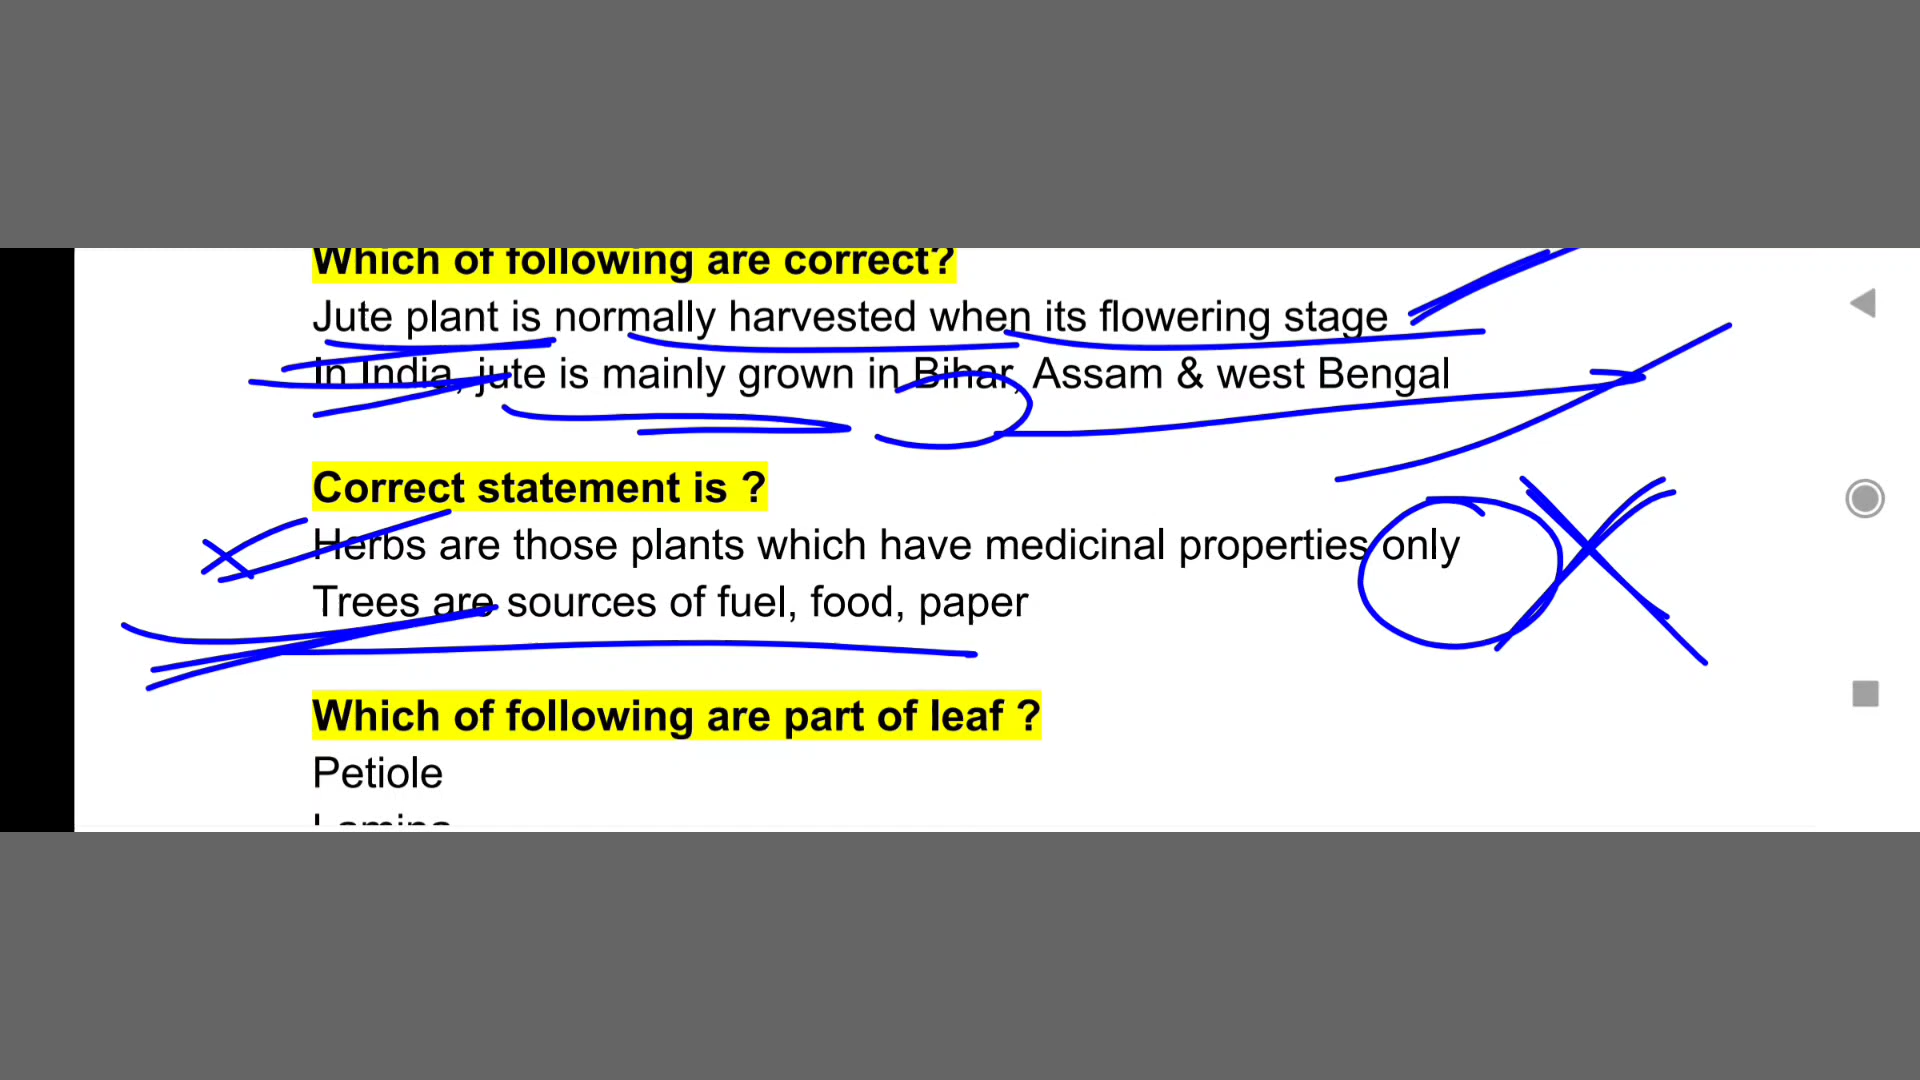 Which of following are correct?
Jute plant is normally harvested when its flowering stage
In India, jute is mainly grown in Bihar, Assam & west Bengal
Correct statement is ?
Herbs are those plants which have medicinal properties only
Trees are sources of fuel, food, paper
Which of following are part of leaf ?
Petiole
Lamina